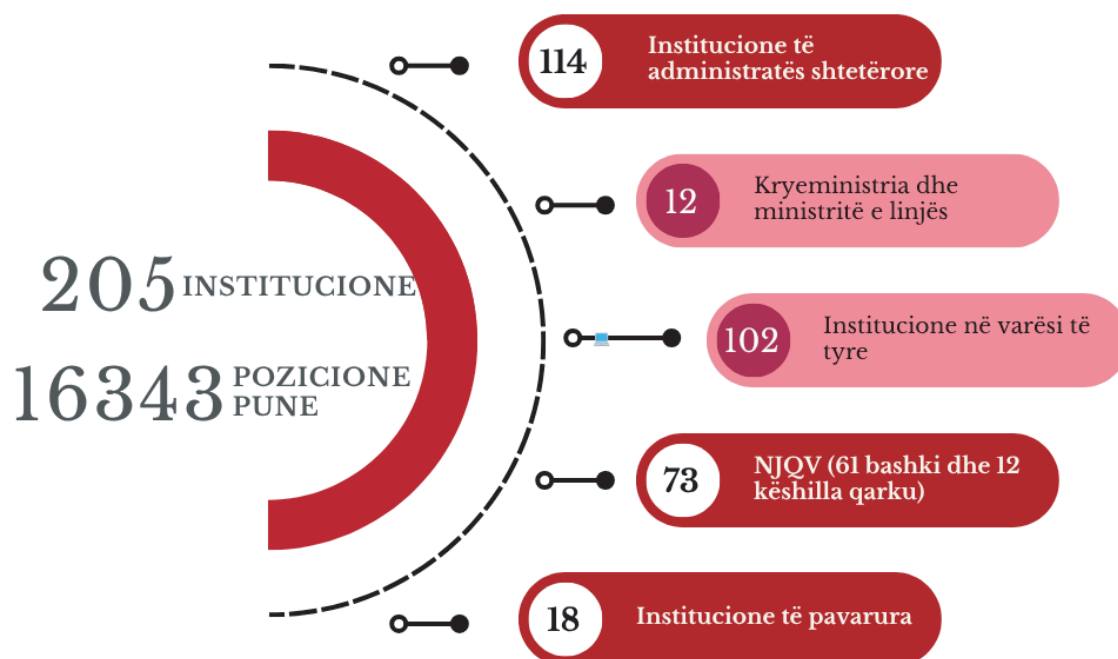 205 INSTITUCIONE
16343 POZICIONE
PUNE
114
Institucione të
administratës shtetërore
12
Kryeministria dhe
ministritë e linjës
102
Institucione në varësi të
tyre
73
NJQV (61 bashki dhe 12
këshilla qarku)
18
Institucione të pavarura